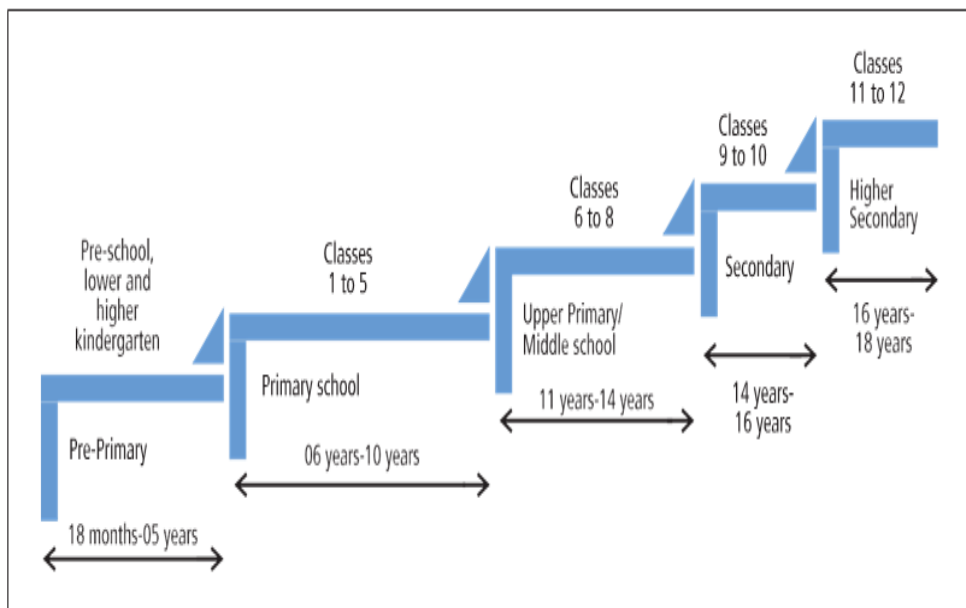 Pre-school,
lower and
higher
kindergarten
Pre-Primary
18 months-05 years
Classes
1 to 5
Primary school
06 years-10 years
Classes
6 to 8
Upper Primary/
Middle school
11 years-14 years
Classes
9 to 10
Secondary
14 years-
16 years
Classes
11 to 12
Higher
Secondary
16 years-
18 years